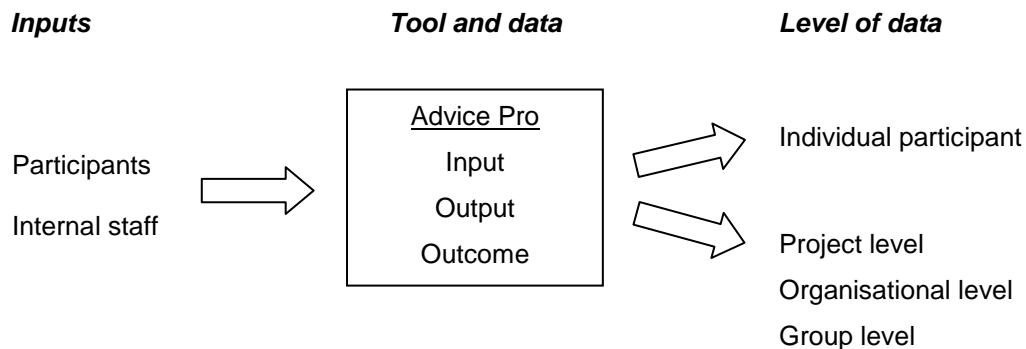 Inputs
Tool and data
Level of data
Participants
Internal staff
Advice Pro
Input
Output
Outcome
Individual participant
Project level
Organisational level
Group level